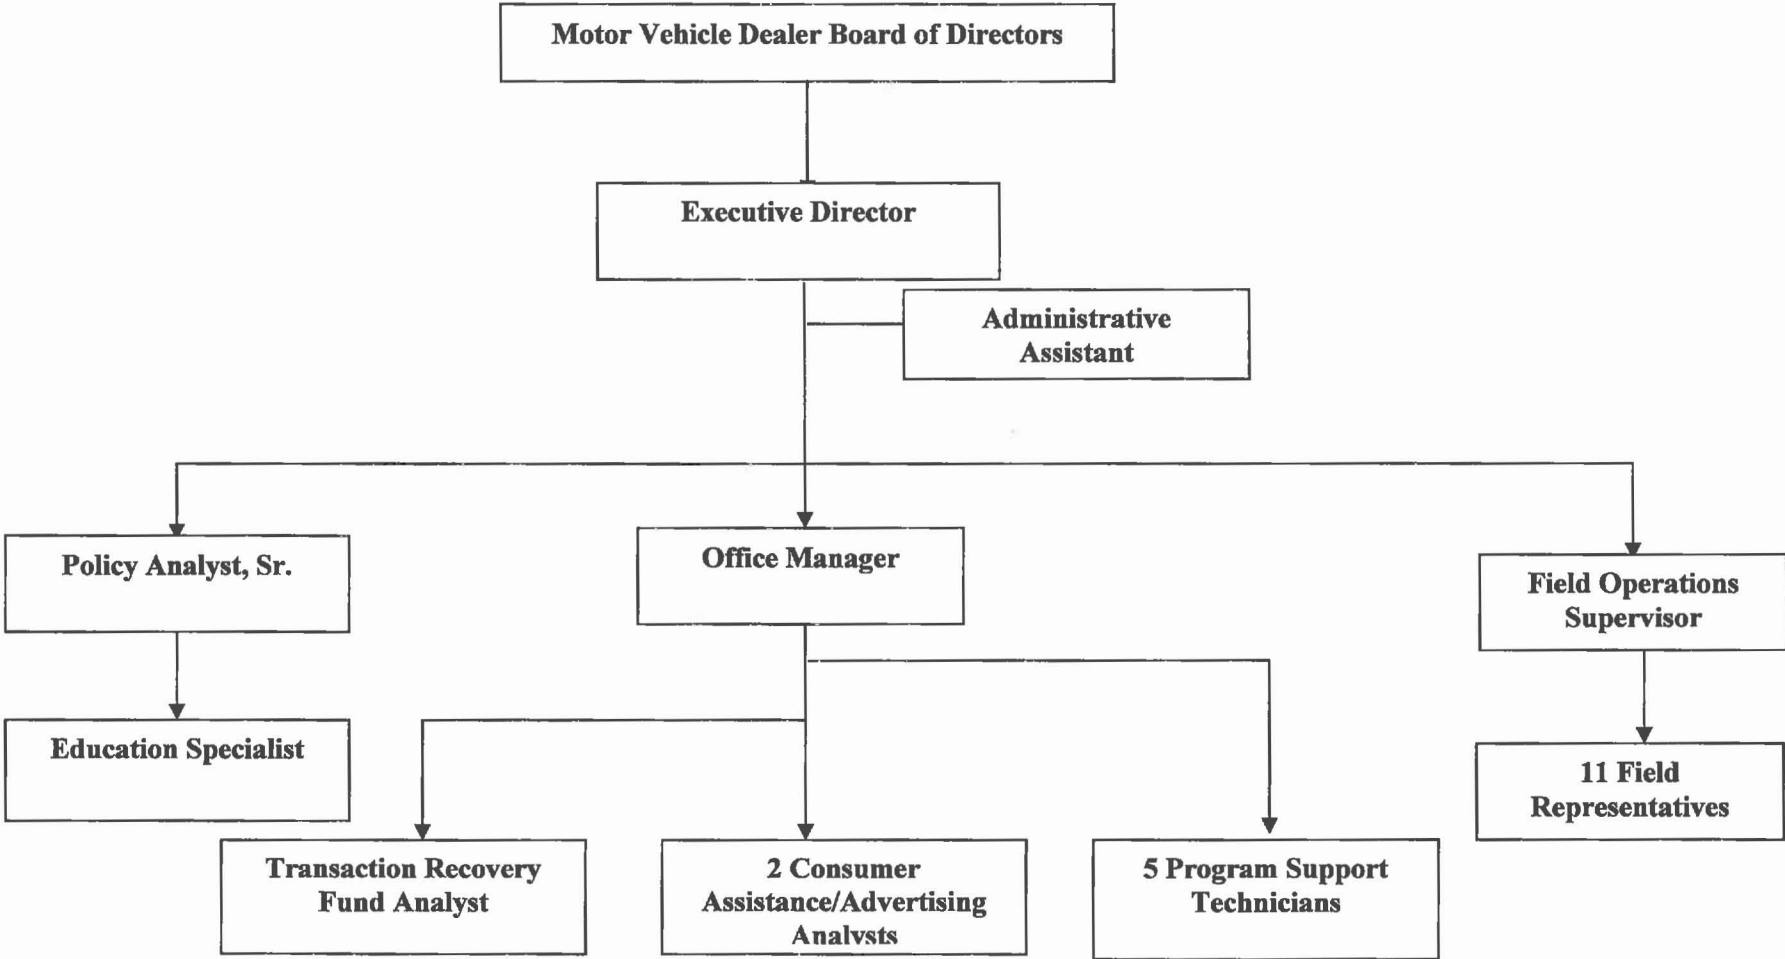 Motor Vehicle Dealer Board of Directors
Executive Director
Administrative
Assistant
Policy Analyst, Sr.
Office Manager
Field Operations
Supervisor
Education Specialist
11 Field
Representatives
Transaction Recovery
Fund Analyst
2 Consumer
Assistance/Advertising
Analysts
5 Program Support
Technicians